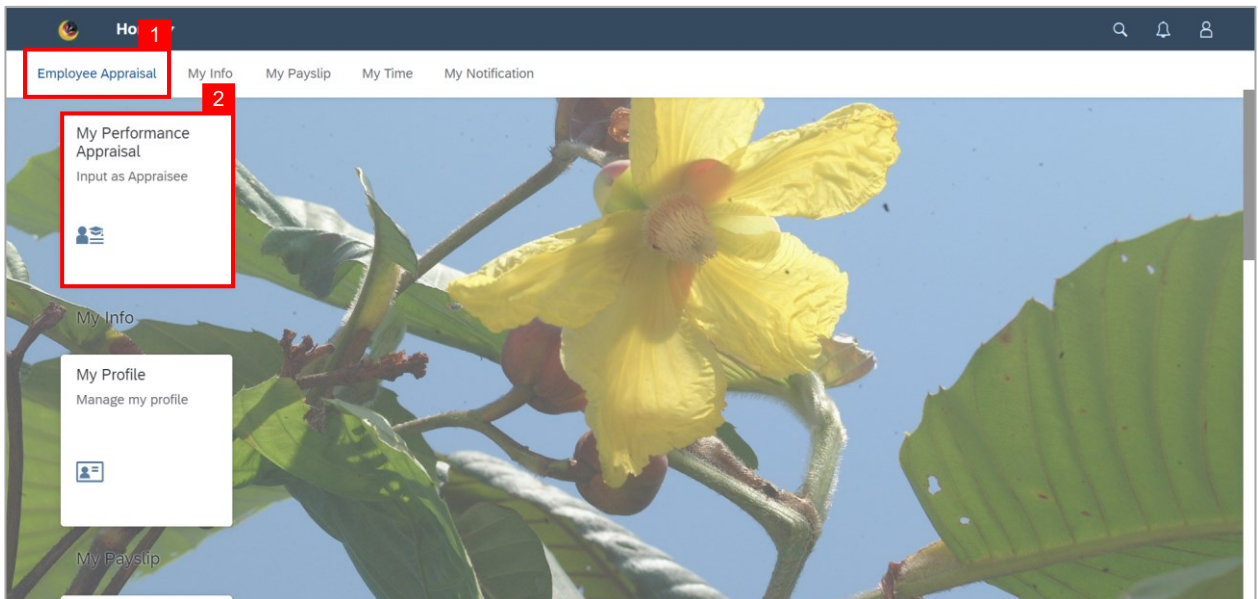 Ho
1
Employee Appraisal My Info My Payslip My Time My Notification
2
My Performance
Appraisal
Input as Appraisee
My Info
My Profile
Manage my profile
My Payslip